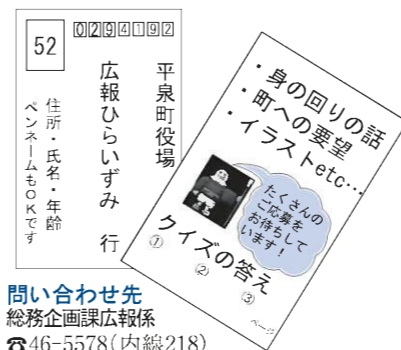 52
0294192
平泉町役場
広報ひらいずみ 行
住所・氏名・年齢
ペンネームもOKです
・身の回りの話
・町への要望
・イラストetc…
たくさんの
ご応募を
お待ちして
います！
クイズの答え
① ② ③
ページ
問い合わせ先
総務企画課広報係
☎46-5578(内線218)